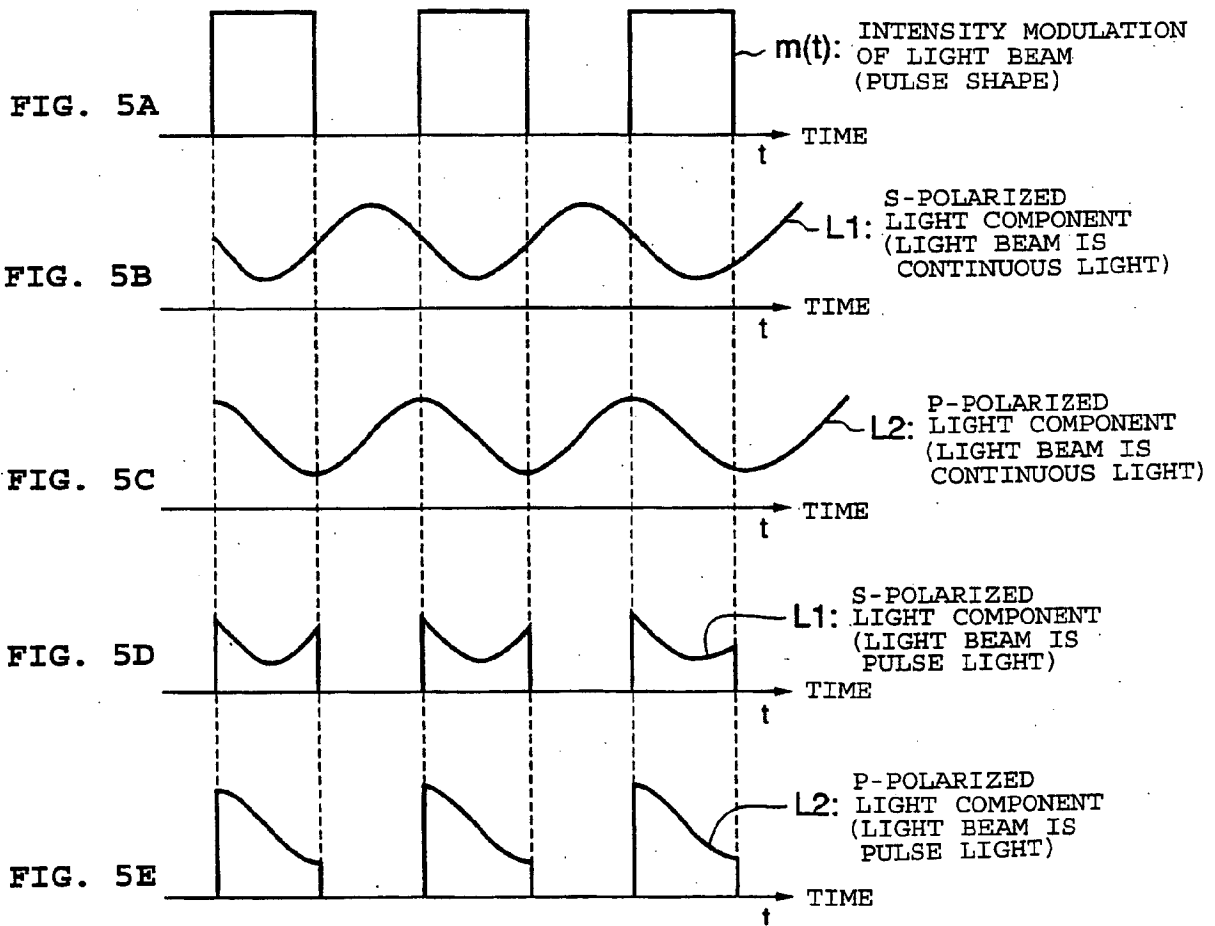 m(t): INTENSITY MODULATION
OF LIGHT BEAM
(PULSE SHAPE)
FIG. 5A
TIME
t
S-POLARIZED
L1: LIGHT COMPONENT
(LIGHT BEAM IS
CONTINUOUS LIGHT)
FIG. 5B
TIME
t
P-POLARIZED
L2: LIGHT COMPONENT
(LIGHT BEAM IS
CONTINUOUS LIGHT)
FIG. 5C
TIME
t
S-POLARIZED
L1: LIGHT COMPONENT
(LIGHT BEAM IS
PULSE LIGHT)
FIG. 5D
TIME
t
P-POLARIZED
L2: LIGHT COMPONENT
(LIGHT BEAM IS
PULSE LIGHT)
FIG. 5E
TIME
t